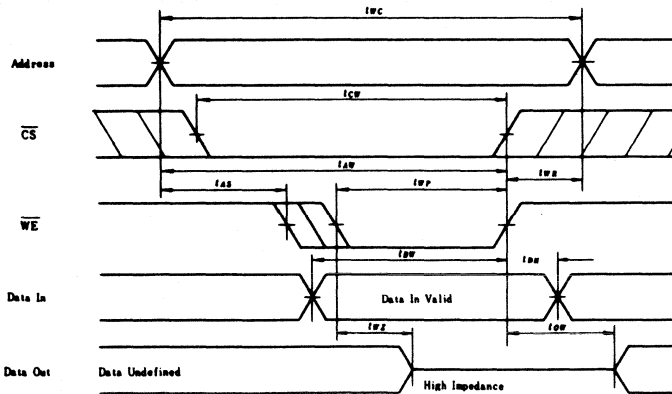 tWC
Address
tCW
CS
tAW
tAS
tWP
tWR
WE
tDW
tDH
Data In
Data In Valid
tWZ
tOW
Data Out
Data Undefined
High Impedance